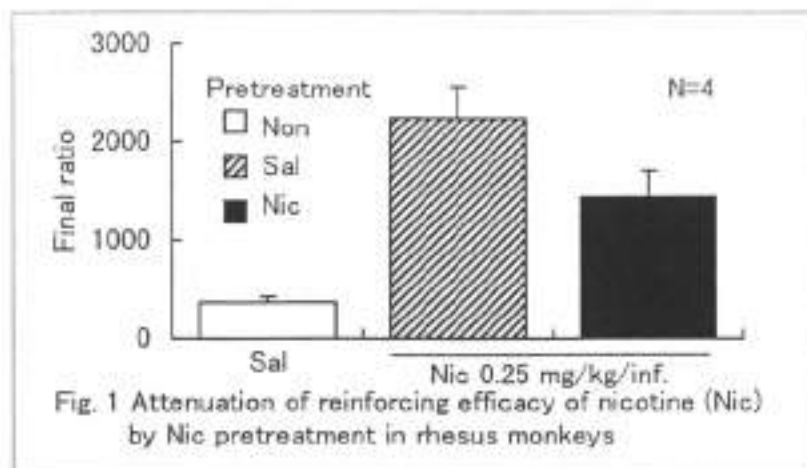 3000
2000
1000
0
Final ratio
Pretreatment
Non
Sal
Nic
N=4
Sal
Nic 0.25 mg/kg/inf.
Fig. 1 Attenuation of reinforcing efficacy of nicotine (Nic)
by Nic pretreatment in rhesus monkeys